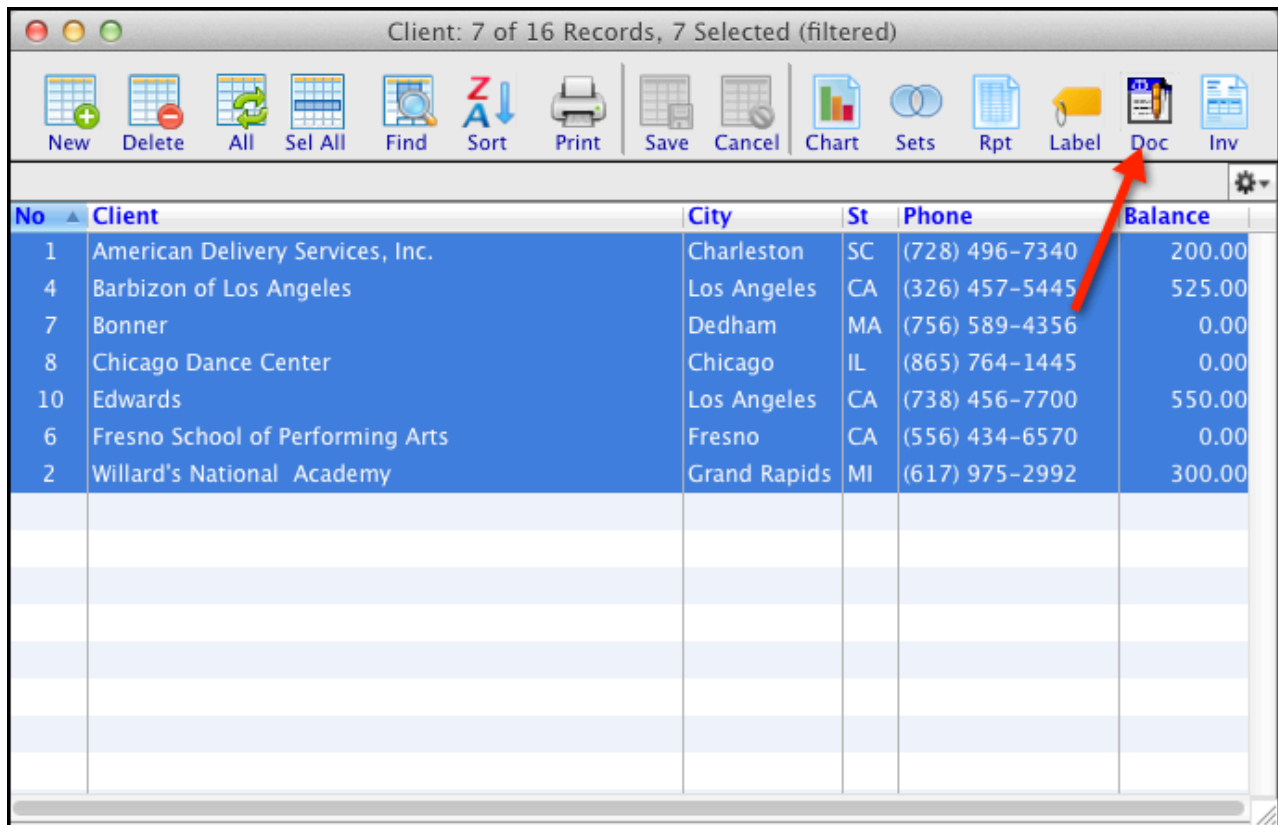 Client: 7 of 16 Records, 7 Selected (filtered)
New Delete All Sel All Find Sort Print Save Cancel Chart Sets Rpt Label Doc Inv
No Client City St Phone Balance
1 American Delivery Services, Inc. Charleston SC (728) 496-7340 200.00
4 Barbizon of Los Angeles Los Angeles CA (326) 457-5445 525.00
7 Bonner Dedham MA (756) 589-4356 0.00
8 Chicago Dance Center Chicago IL (865) 764-1445 0.00
10 Edwards Los Angeles CA (738) 456-7700 550.00
6 Fresno School of Performing Arts Fresno CA (556) 434-6570 0.00
2 Willard's National  Academy Grand Rapids MI (617) 975-2992 300.00